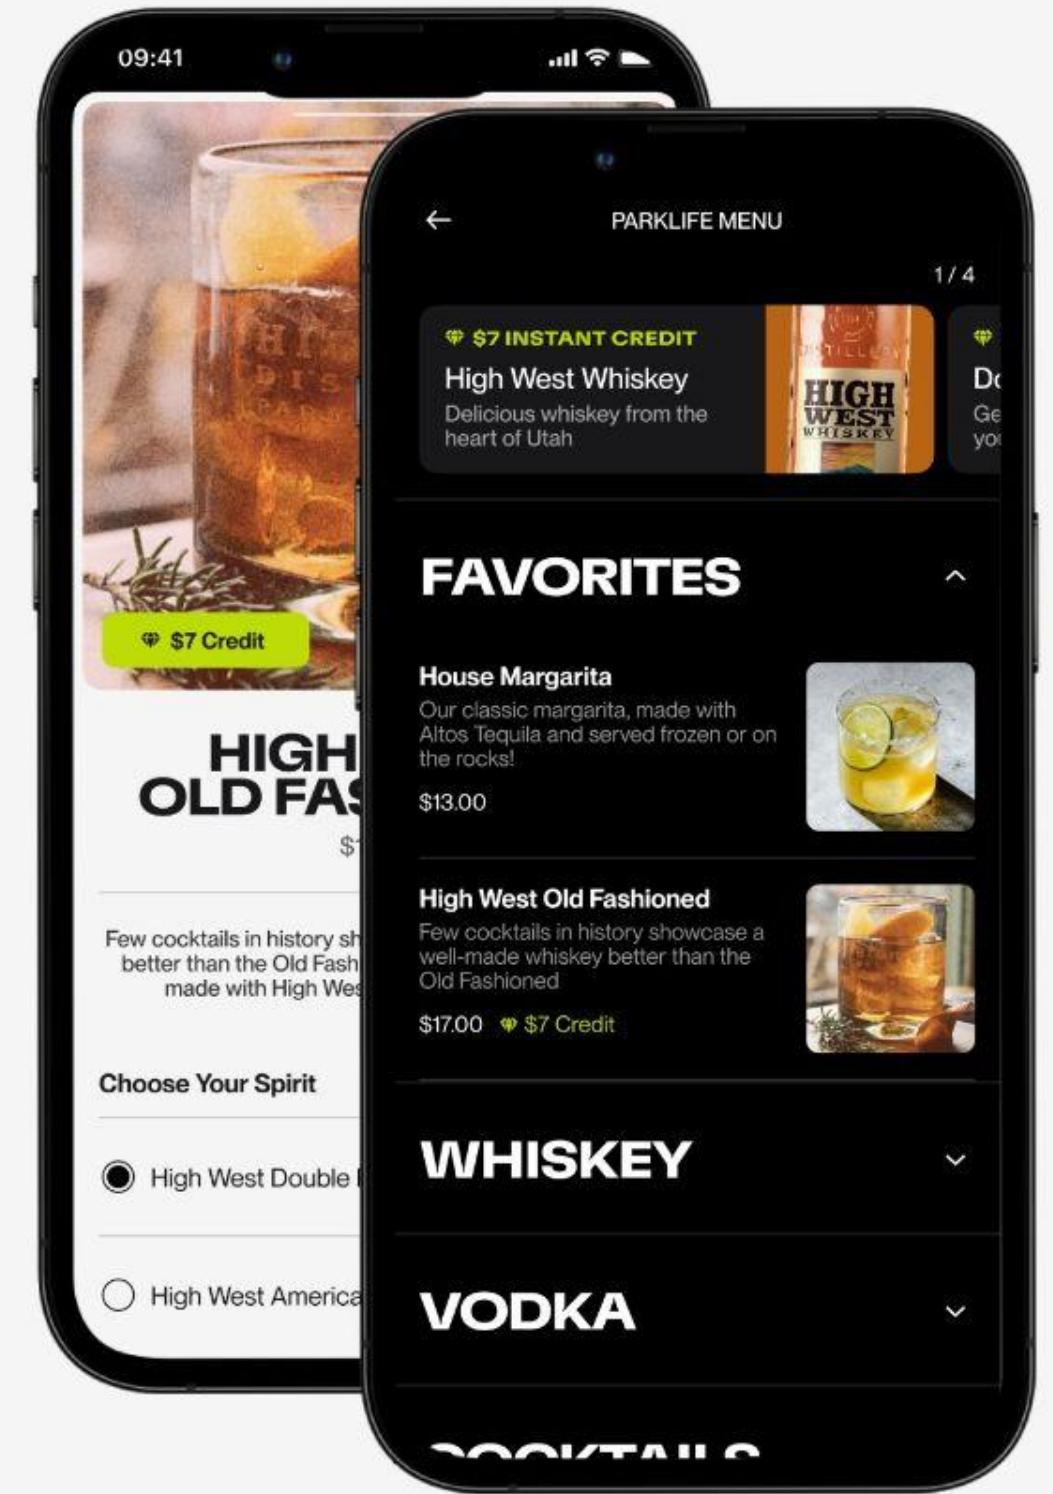 09:41
$7 Credit
HIGH
OLD FAS
Few cocktails in history sh
better than the Old Fash
made with High Wes
Choose Your Spirit
High West Double
High West America
PARKLIFE MENU
1 / 4
$7 INSTANT CREDIT
High West Whiskey
Delicious whiskey from the
heart of Utah
HIGH
WEST
WHISKEY
Do
Ge
you
FAVORITES
House Margarita
Our classic margarita, made with
Altos Tequila and served frozen or on
the rocks!
$13.00
High West Old Fashioned
Few cocktails in history showcase a
well-made whiskey better than the
Old Fashioned
$17.00 $7 Credit
WHISKEY
VODKA
COCKTAILS